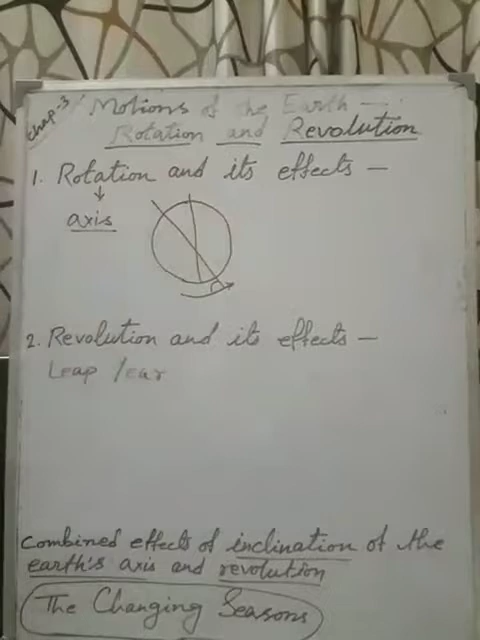 Chap-3
Motions of the Earth –
Rotation and Revolution
1. Rotation and its effects –
axis
2. Revolution and its effects –
Leap Year
Combined effects of inclination of the
earth's axis and revolution
The Changing Seasons